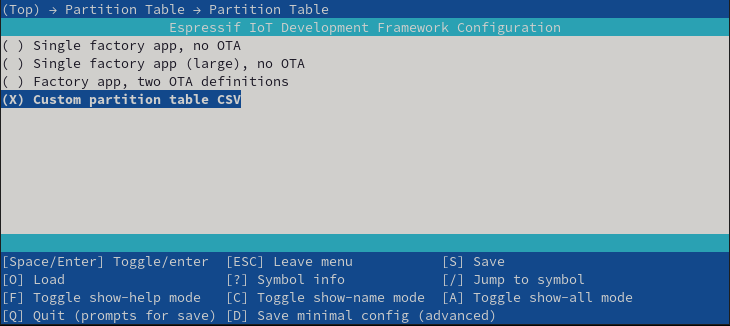 (Top) → Partition Table → Partition Table
Espressif IoT Development Framework Configuration
( ) Single factory app, no OTA
( ) Single factory app (large), no OTA
( ) Factory app, two OTA definitions
(X) Custom partition table CSV
[Space/Enter] Toggle/enter [ESC] Leave menu [S] Save
[O] Load [?] Symbol info [/] Jump to symbol
[F] Toggle show-help mode [C] Toggle show-name mode [A] Toggle show-all mode
[Q] Quit (prompts for save) [D] Save minimal config (advanced)